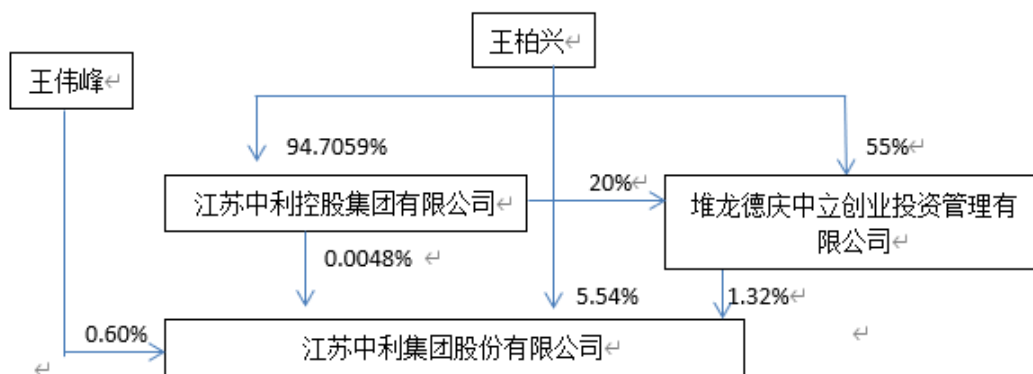 王柏兴
王伟峰
94.7059%
55%
江苏中利控股集团有限公司
20%
堆龙德庆中立创业投资管理有
限公司
0.0048%
5.54%
1.32%
0.60%
江苏中利集团股份有限公司